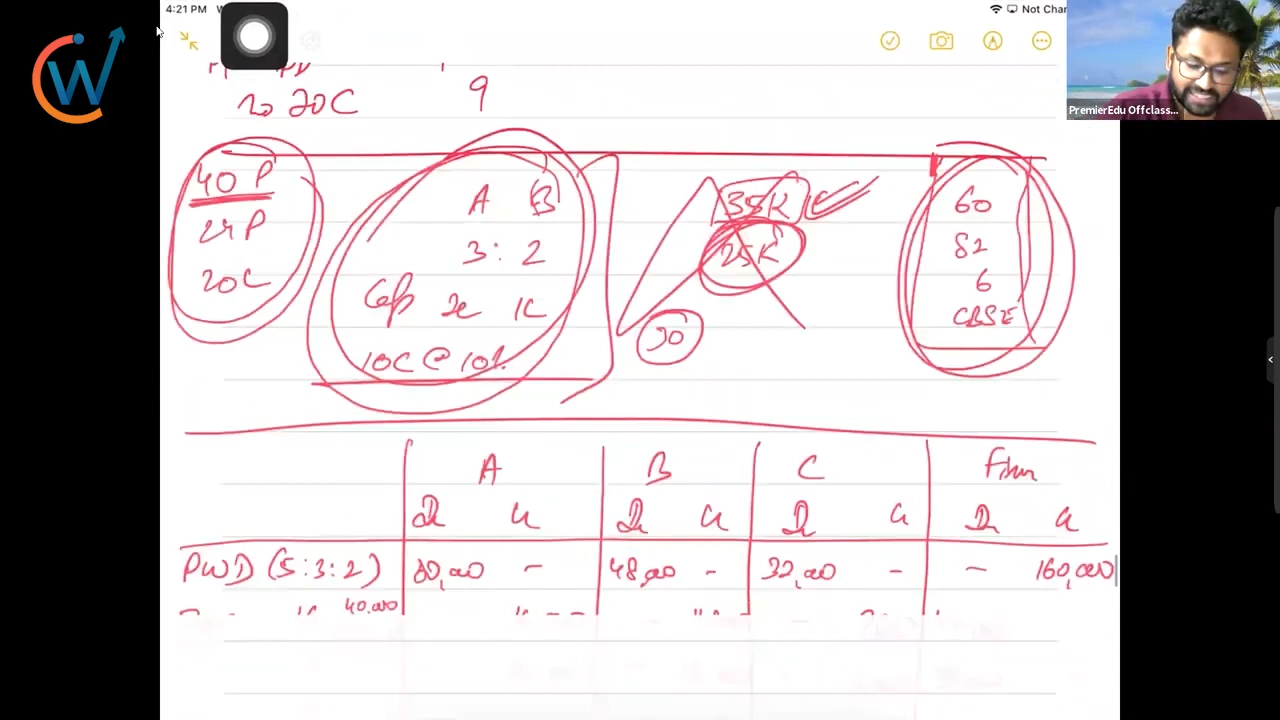 4:21 PM W
Not Char
PremierEdu Offclass...
20 20C 9
40 P
24P
20C
A B
3 : 2
2C 1C
10C @ 10%
35K
25K
30
60
82
6
CBSE
A B C Firm
Dr Cr Dr Cr Dr Cr Dr Cr
PWD (5:3:2) 80,000 - 48,000 - 32,000 - - 160,000
40,000